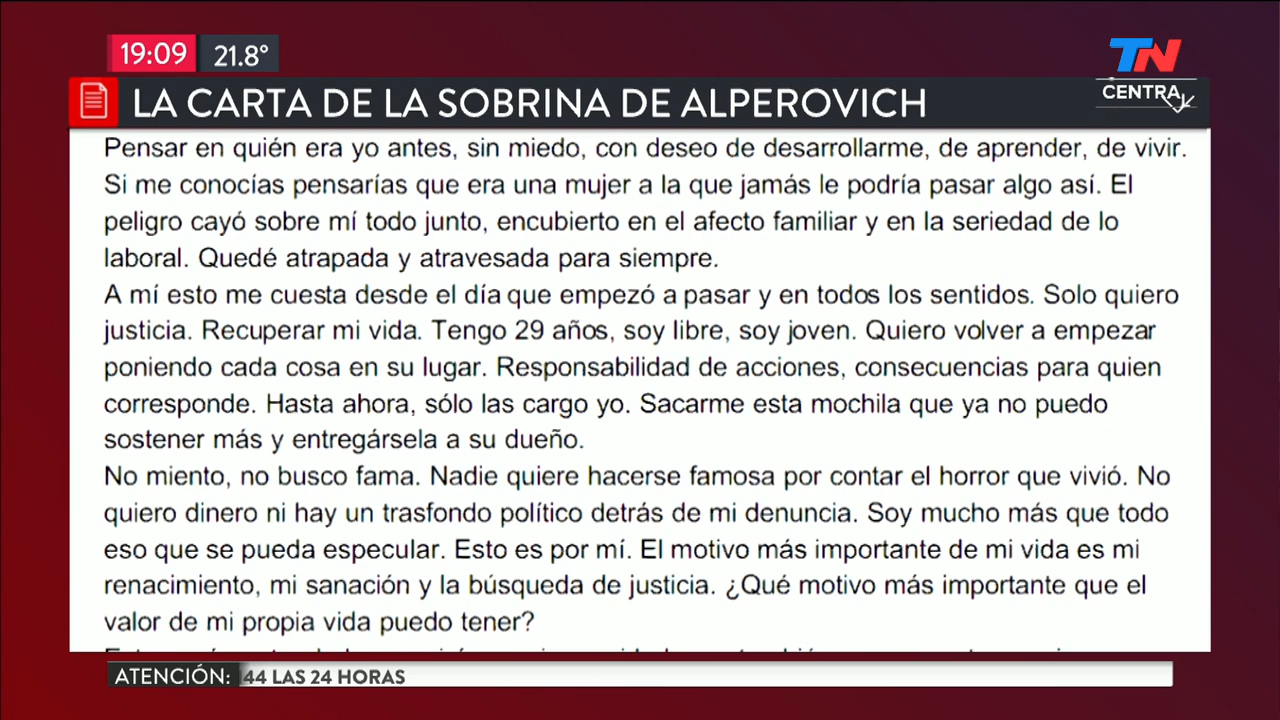 19:09 21.8°
TN
CENTRAL
LA CARTA DE LA SOBRINA DE ALPEROVICH
Pensar en quién era yo antes, sin miedo, con deseo de desarrollarme, de aprender, de vivir.
Si me conocías pensarías que era una mujer a la que jamás le podría pasar algo así. El
peligro cayó sobre mí todo junto, encubierto en el afecto familiar y en la seriedad de lo
laboral. Quedé atrapada y atravesada para siempre.
A mí esto me cuesta desde el día que empezó a pasar y en todos los sentidos. Solo quiero
justicia. Recuperar mi vida. Tengo 29 años, soy libre, soy joven. Quiero volver a empezar
poniendo cada cosa en su lugar. Responsabilidad de acciones, consecuencias para quien
corresponde. Hasta ahora, sólo las cargo yo. Sacarme esta mochila que ya no puedo
sostener más y entregársela a su dueño.
No miento, no busco fama. Nadie quiere hacerse famosa por contar el horror que vivió. No
quiero dinero ni hay un trasfondo político detrás de mi denuncia. Soy mucho más que todo
eso que se pueda especular. Esto es por mí. El motivo más importante de mi vida es mi
renacimiento, mi sanación y la búsqueda de justicia. ¿Qué motivo más importante que el
valor de mi propia vida puedo tener?
ATENCIÓN: 44 LAS 24 HORAS